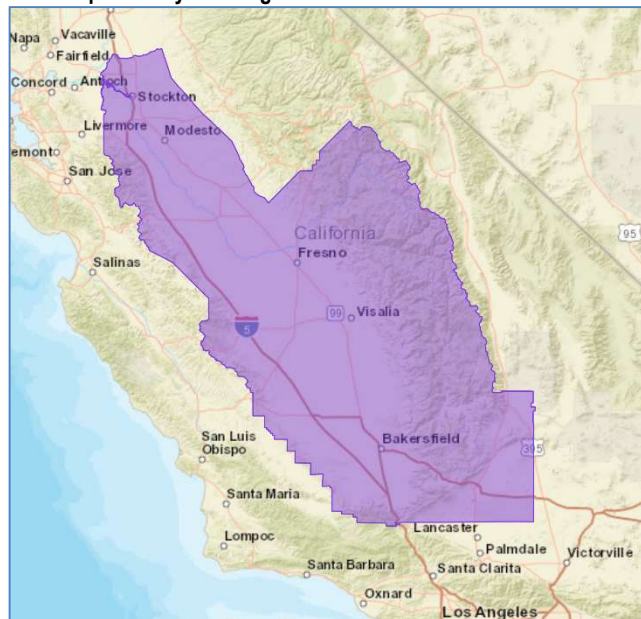 Napa
Vacaville
Fairfield
Concord
Antioch
Stockton
Livermore
Modesto
emont
San Jose
95
California
Salinas
Fresno
99
Visalia
5
San Luis
Obispo
Bakersfield
395
Santa Maria
Lancaster
Lompoc
Palmdale
Victorville
Santa Barbara
Santa Clarita
Oxnard
Los Angeles